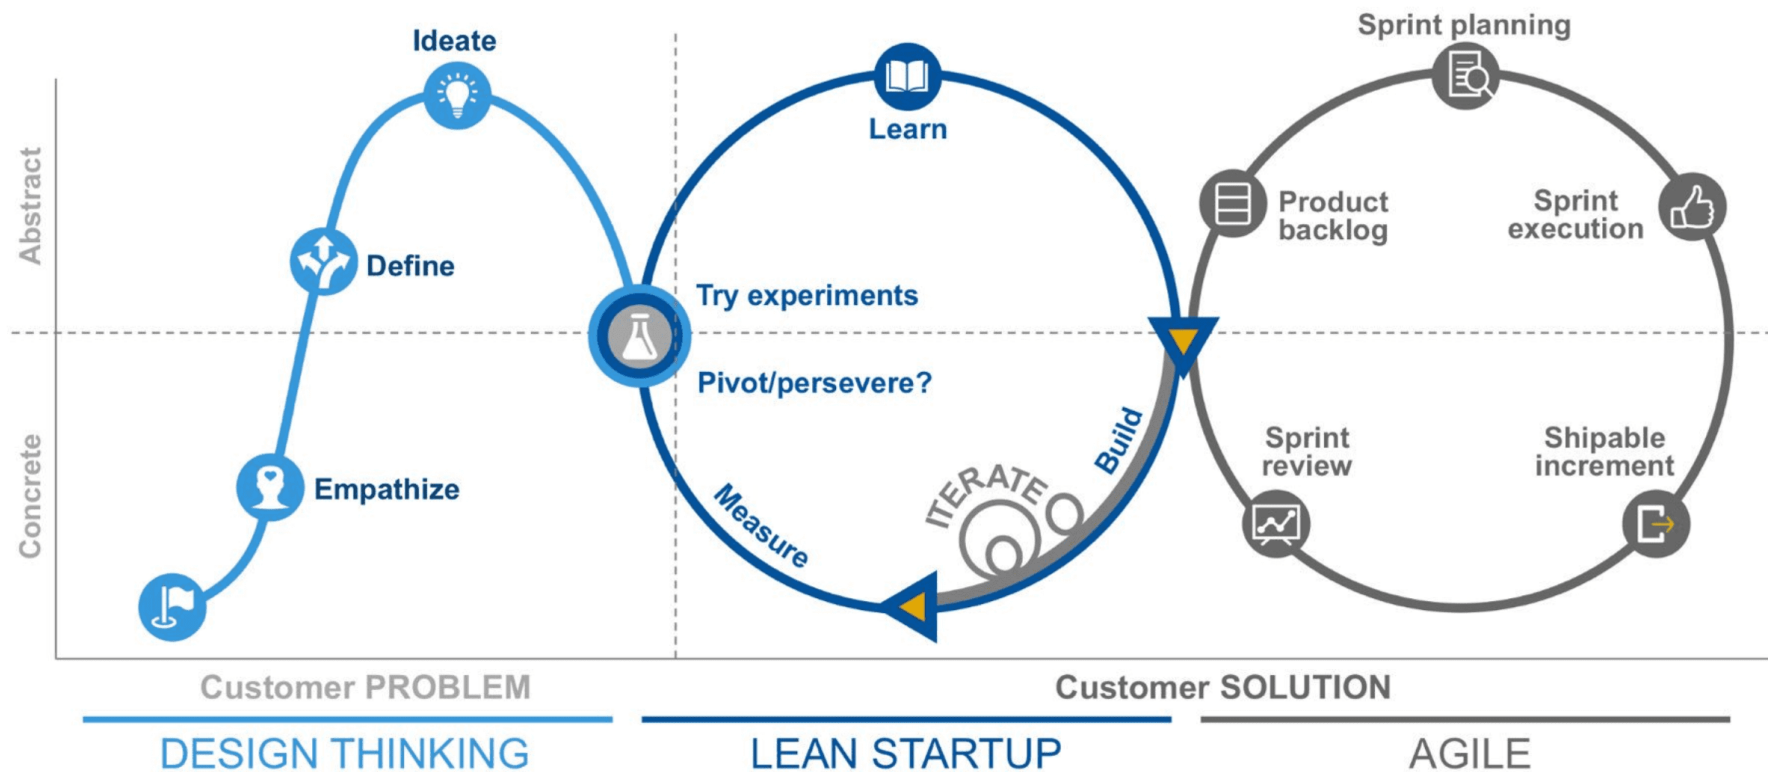 Ideate
Define
Empathize
Abstract
Concrete
Learn
Try experiments
Pivot/persevere?
Measure
ITERATE
Build
Sprint planning
Product
backlog
Sprint
execution
Sprint
review
Shipable
increment
Customer PROBLEM
Customer SOLUTION
DESIGN THINKING
LEAN STARTUP
AGILE